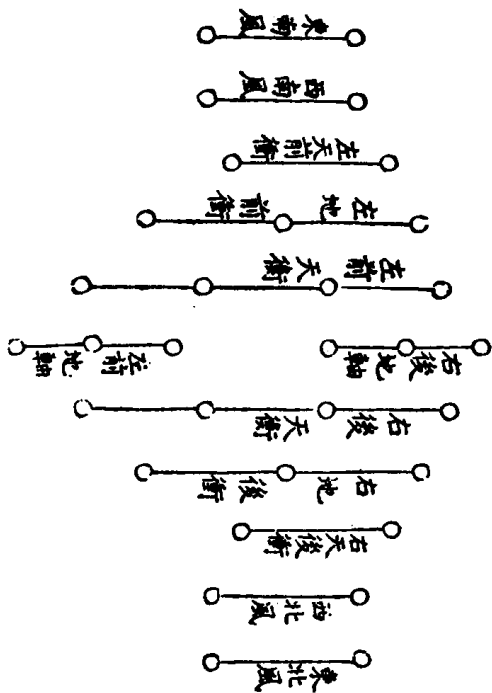 東南風
西南風
左天前衝
左地前衝
左前天衝
右後地軸
左前地軸
右後天衝
右地後衝
右天後衝
西北風
東北風